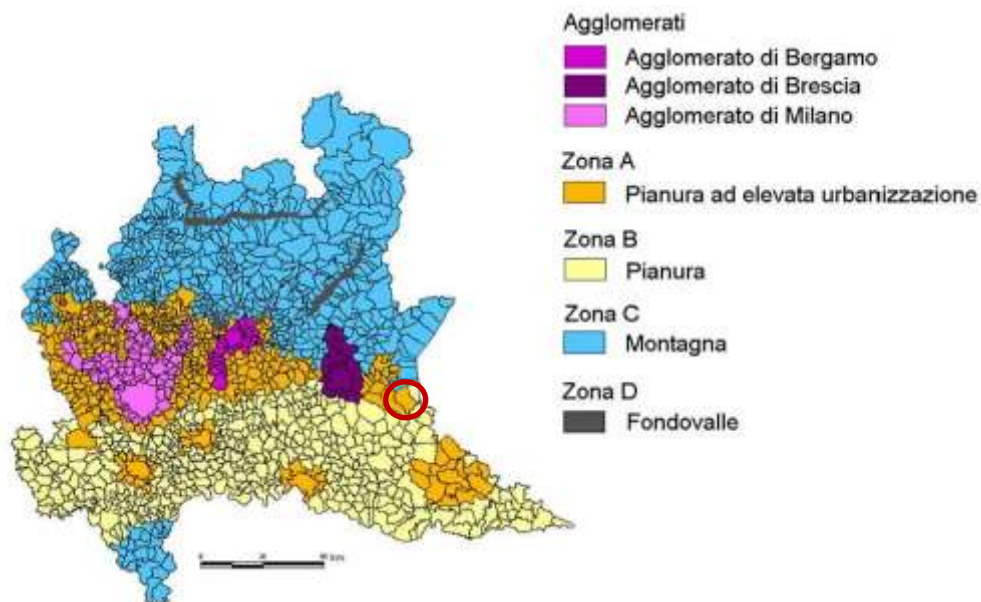 Agglomerati
Agglomerato di Bergamo
Agglomerato di Brescia
Agglomerato di Milano
Zona A
Pianura ad elevata urbanizzazione
Zona B
Pianura
Zona C
Montagna
Zona D
Fondovalle